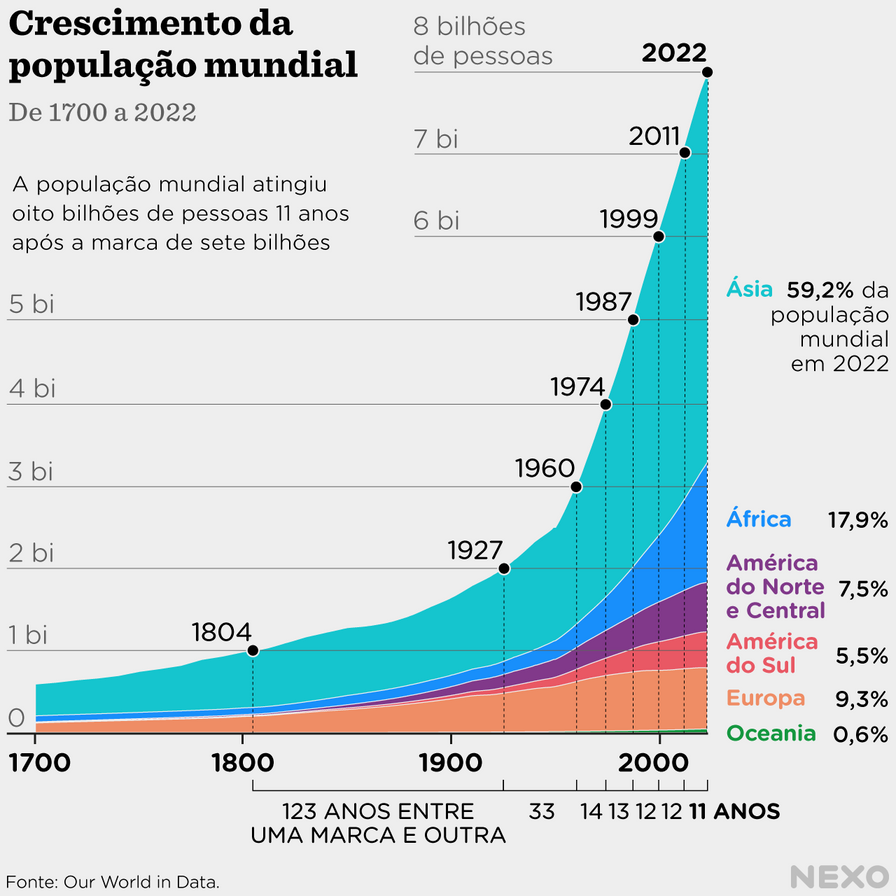 Crescimento da
população mundial
De 1700 a 2022
A população mundial atingiu
oito bilhões de pessoas 11 anos
após a marca de sete bilhões
8 bilhões
de pessoas
2022
7 bi
2011
6 bi
1999
5 bi
1987
4 bi
1974
3 bi
1960
2 bi
1927
1 bi
1804
0
Ásia 59,2% da
população
mundial
em 2022
África 17,9%
América
do Norte 7,5%
e Central
América
do Sul 5,5%
Europa 9,3%
Oceania 0,6%
1700 1800 1900 2000
123 ANOS ENTRE
UMA MARCA E OUTRA
33 14 13 12 12 11 ANOS
Fonte: Our World in Data.
NEXO